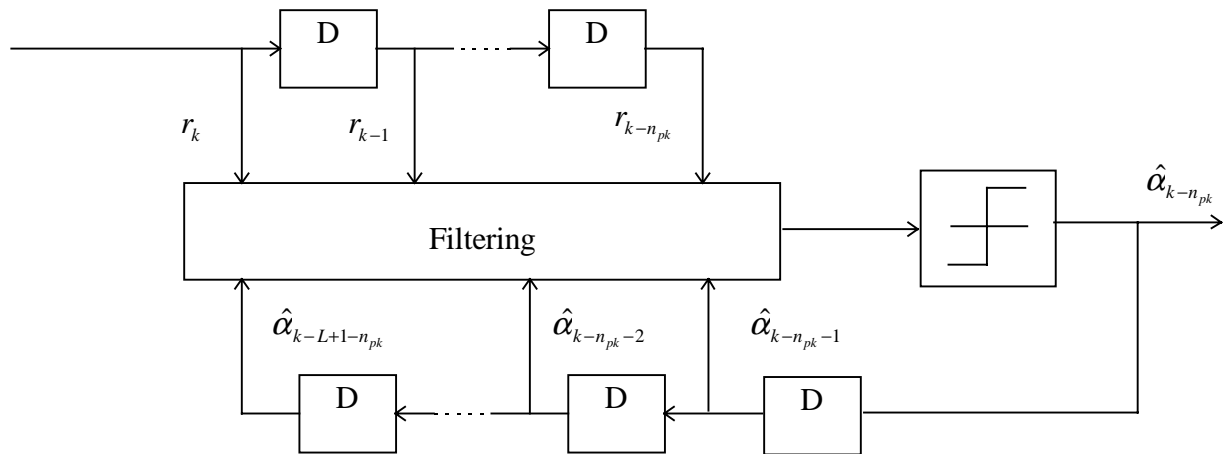 D D
r_k r_{k-1} r_{k-n_{pk}}
α̂_{k-n_{pk}}
Filtering
α̂_{k-L+1-n_{pk}} α̂_{k-n_{pk}-2} α̂_{k-n_{pk}-1}
D D D